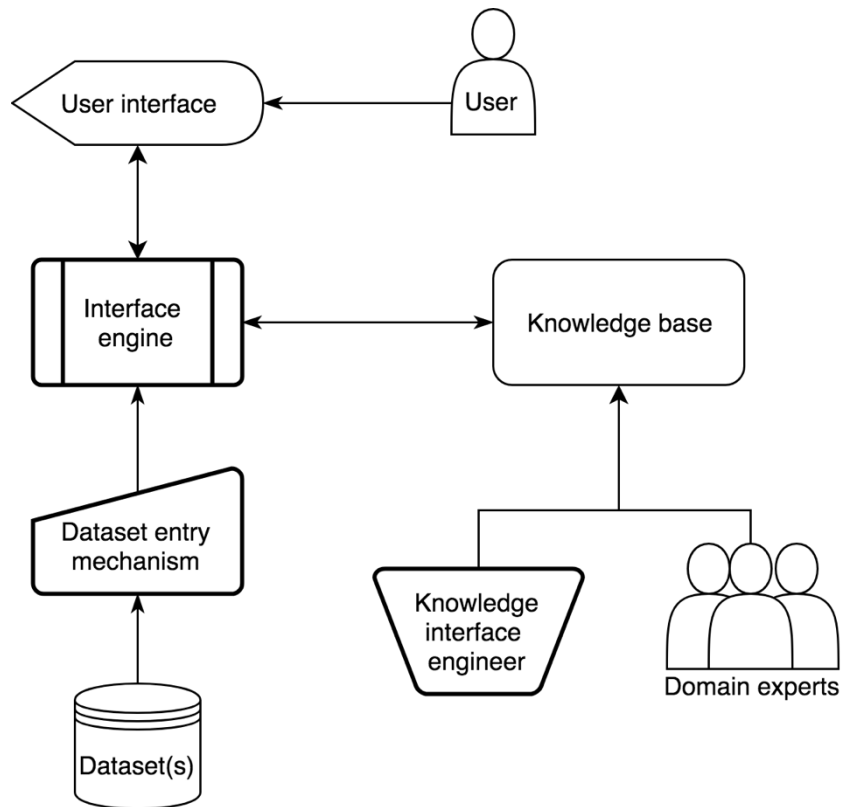 User interface
User
Interface
engine
Knowledge base
Dataset entry
mechanism
Knowledge
interface
engineer
Domain experts
Dataset(s)